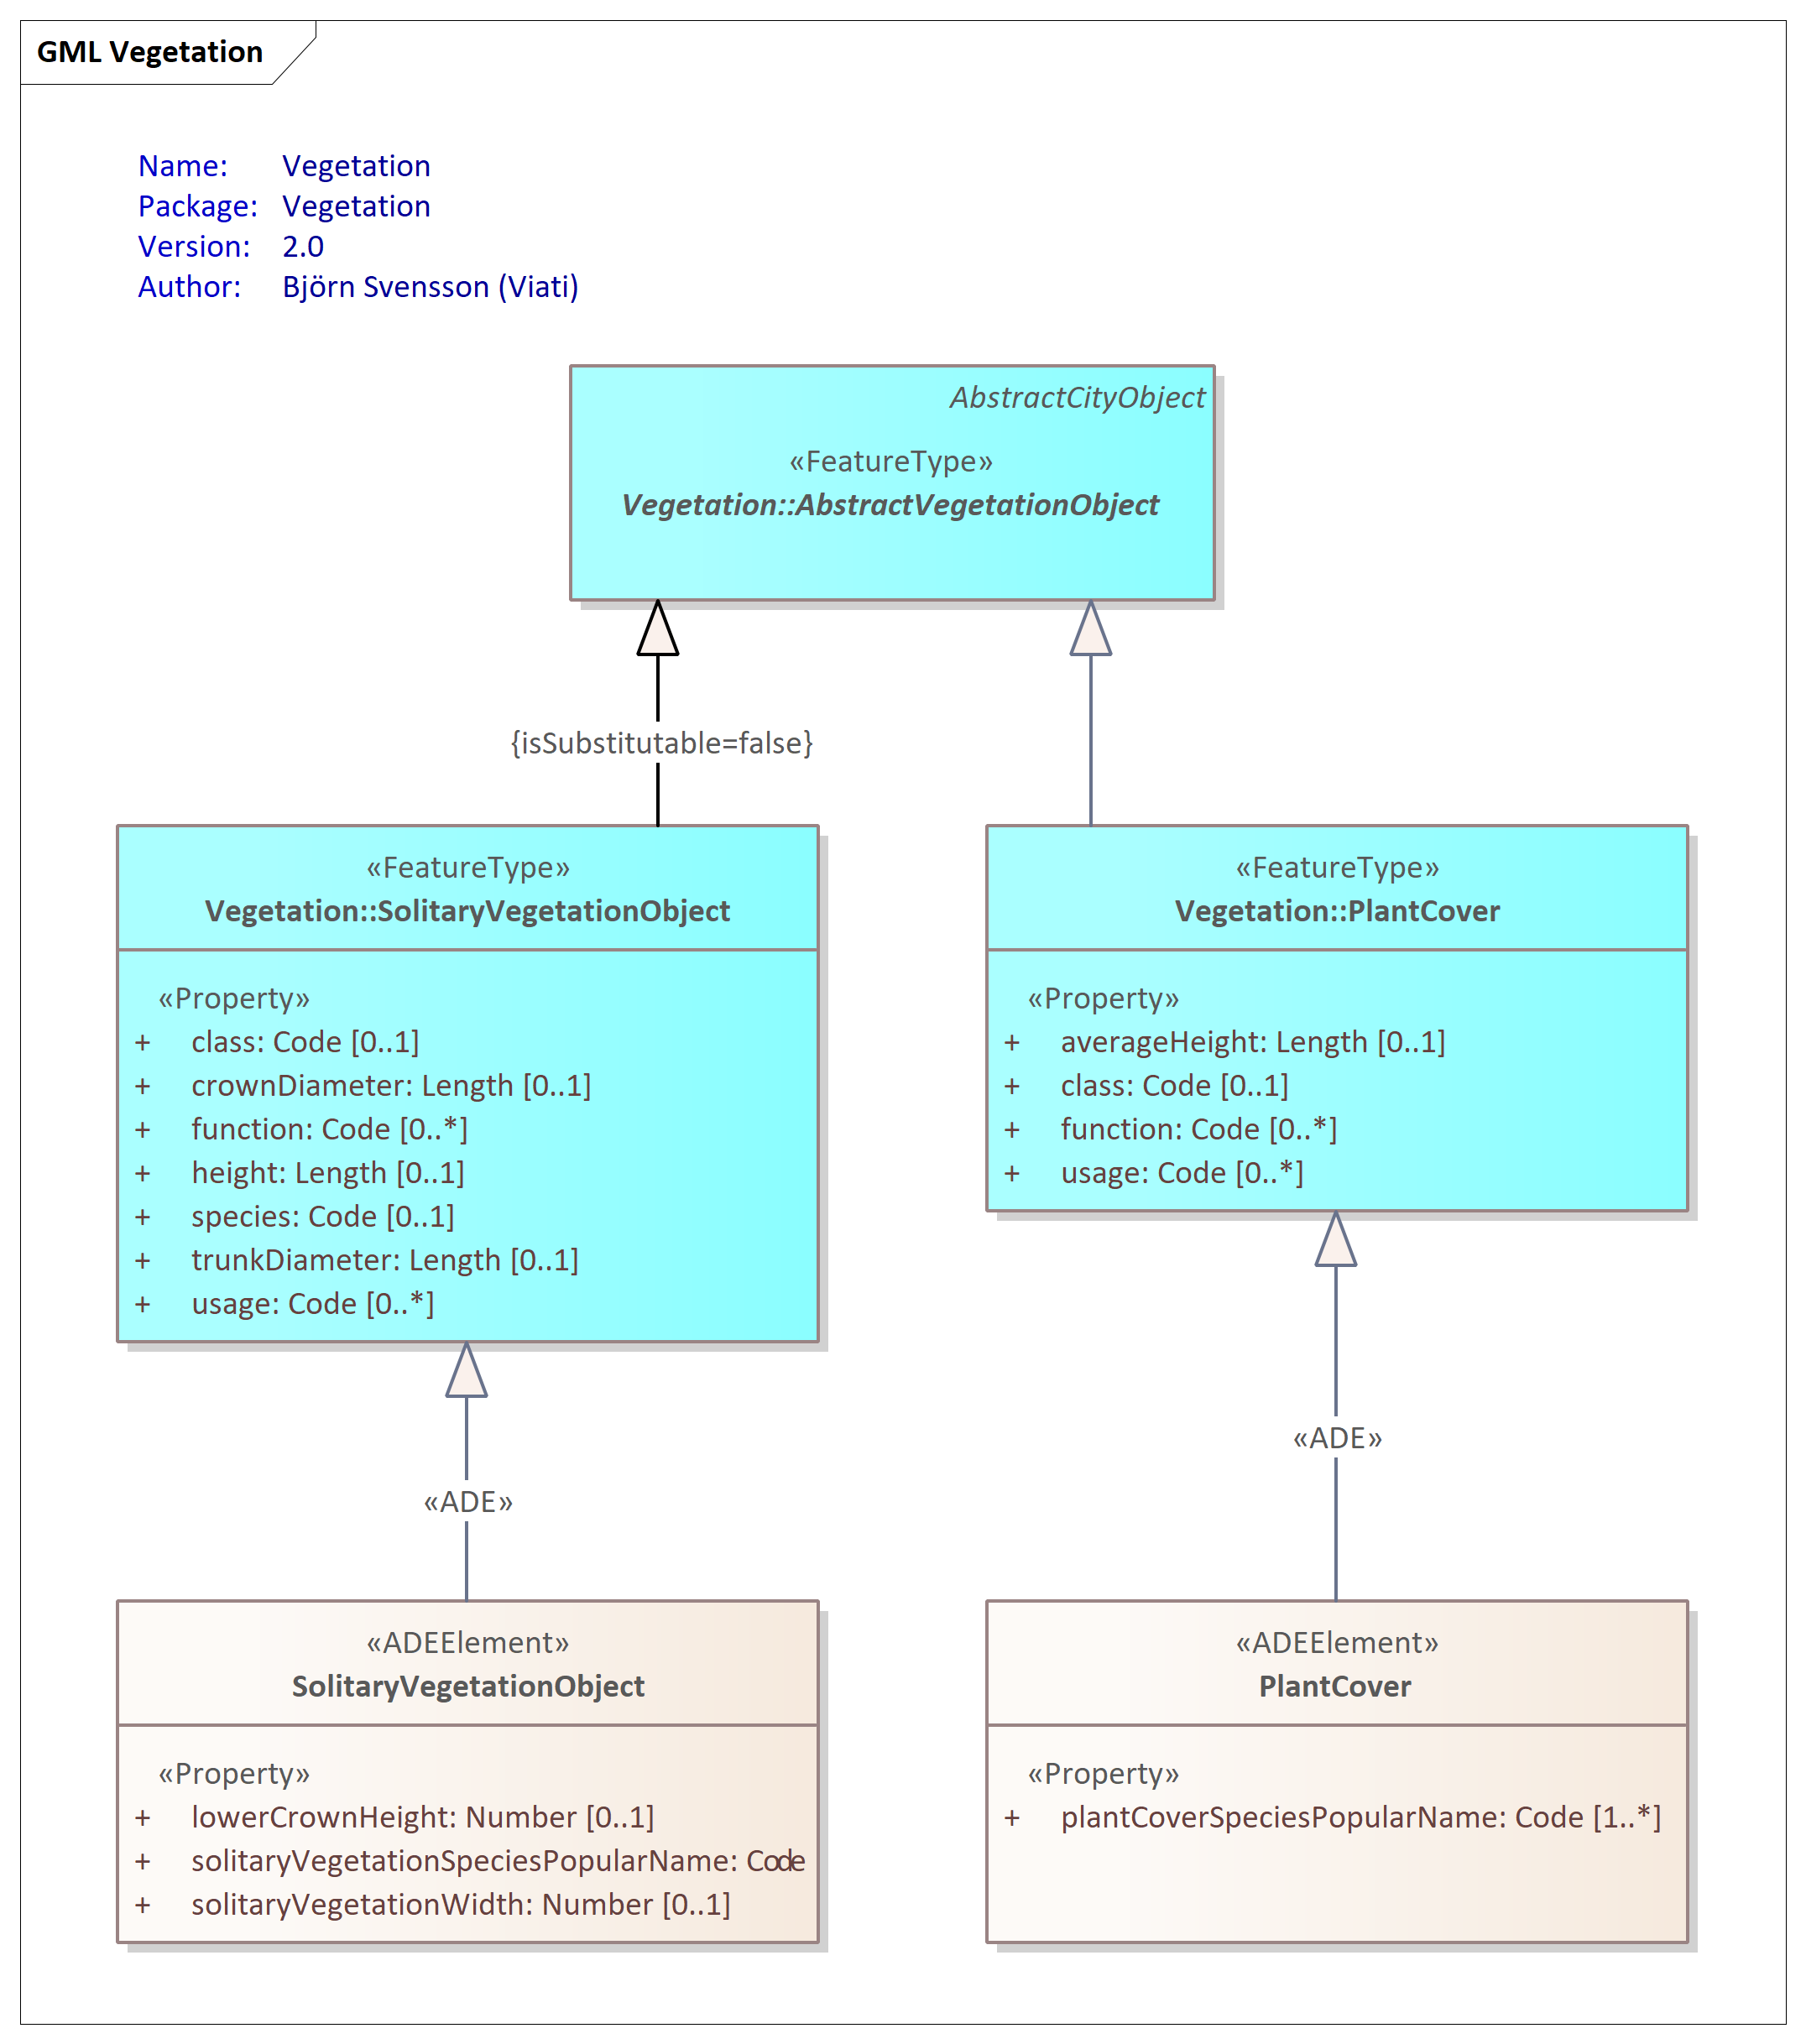 GML Vegetation
Name: Vegetation
Package: Vegetation
Version: 2.0
Author: Björn Svensson (Viati)
AbstractCityObject
«FeatureType»
Vegetation::AbstractVegetationObject
{isSubstitutable=false}
«FeatureType»
Vegetation::SolitaryVegetationObject
«Property»
+ class: Code [0..1]
+ crownDiameter: Length [0..1]
+ function: Code [0..*]
+ height: Length [0..1]
+ species: Code [0..1]
+ trunkDiameter: Length [0..1]
+ usage: Code [0..*]
«FeatureType»
Vegetation::PlantCover
«Property»
+ averageHeight: Length [0..1]
+ class: Code [0..1]
+ function: Code [0..*]
+ usage: Code [0..*]
«ADE»
«ADE»
«ADEElement»
SolitaryVegetationObject
«Property»
+ lowerCrownHeight: Number [0..1]
+ solitaryVegetationSpeciesPopularName: Code
+ solitaryVegetationWidth: Number [0..1]
«ADEElement»
PlantCover
«Property»
+ plantCoverSpeciesPopularName: Code [1..*]